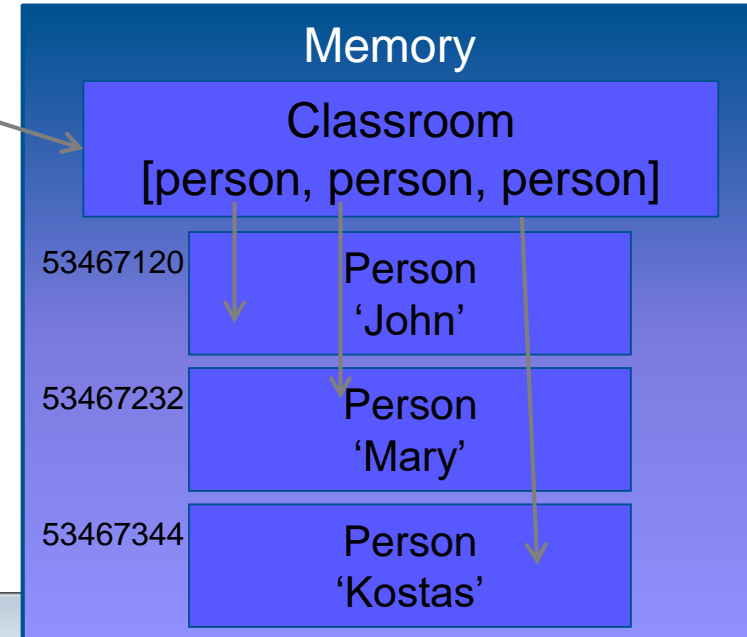 Memory
Classroom
[person, person, person]
53467120
Person
‘John’
53467232
Person
‘Mary’
53467344
Person
‘Kostas’